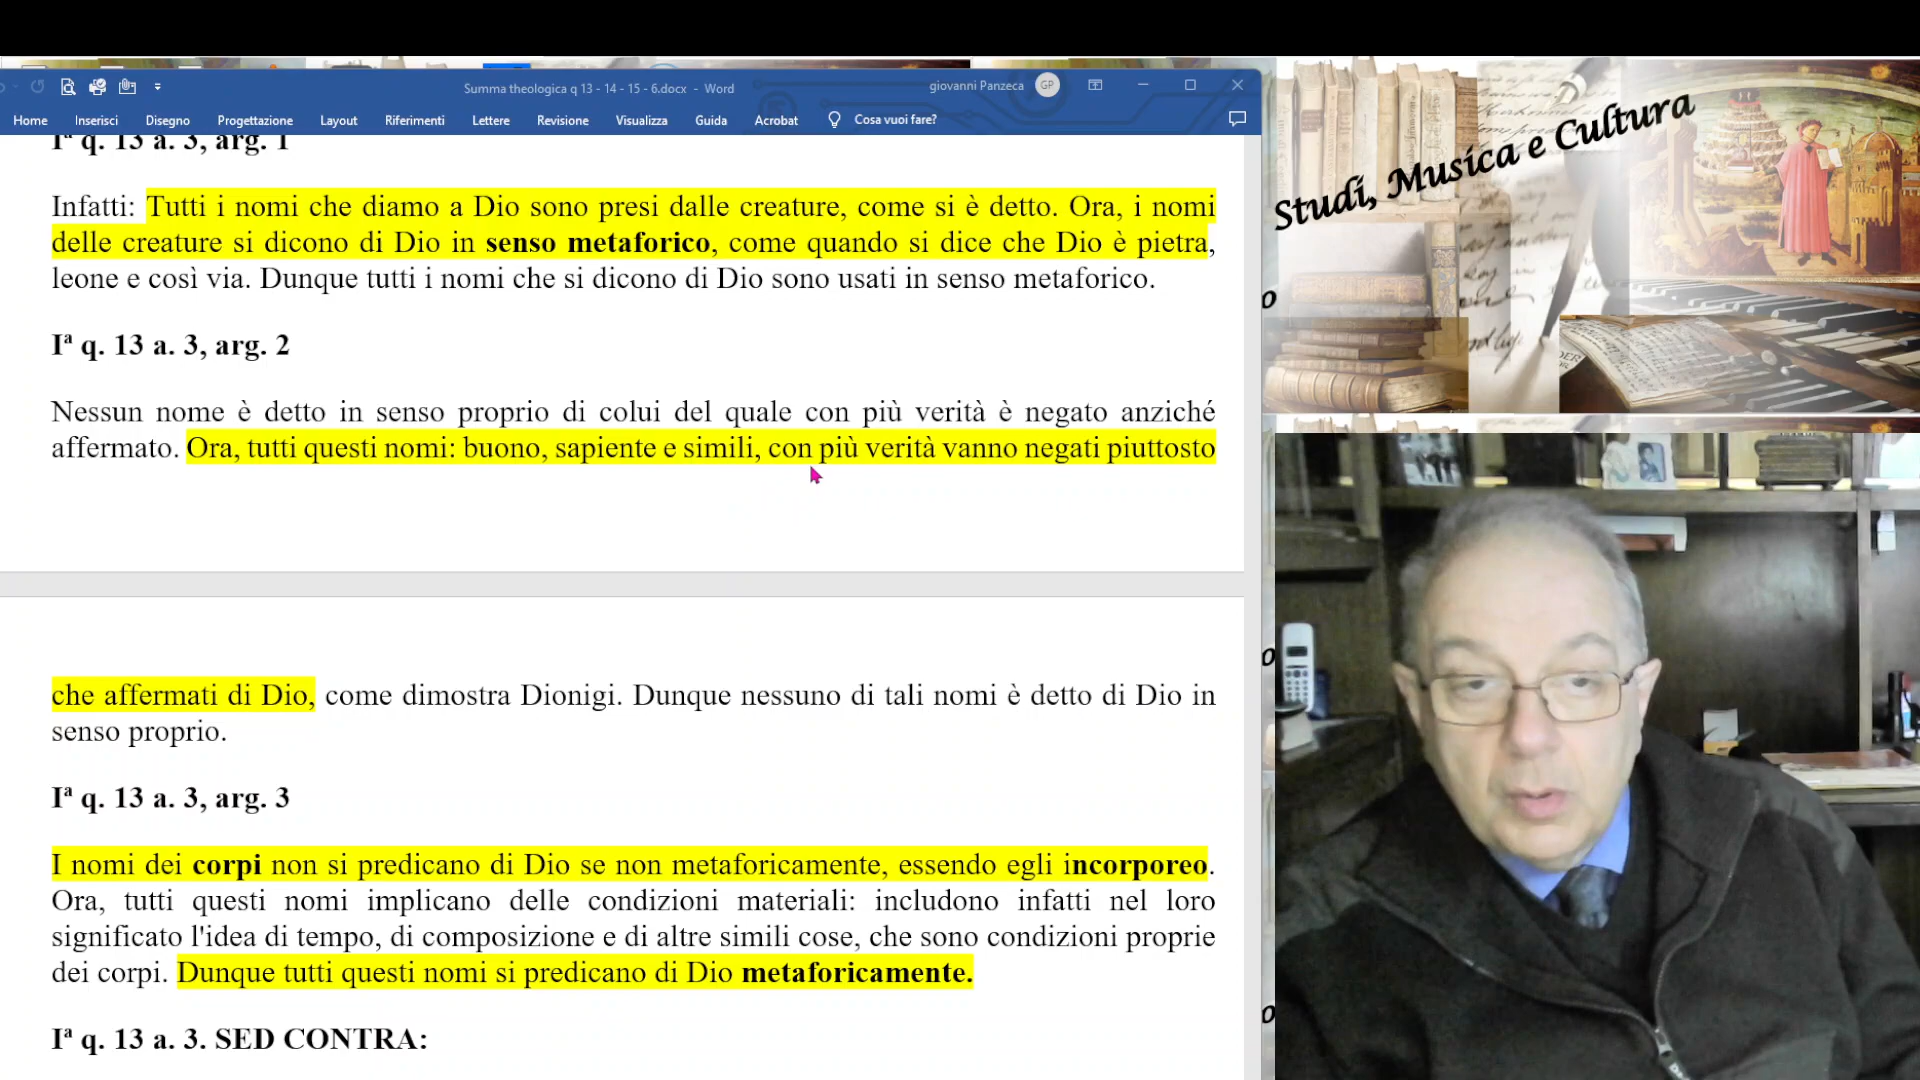 Summa theologica q 13 - 14 - 15 - 6.docx - Word
giovanni Panzeca GP
Home Inserisci Disegno Progettazione Layout Riferimenti Lettere Revisione Visualizza Guida Acrobat Cosa vuoi fare?
Iª q. 13 a. 3, arg. 1
Infatti: Tutti i nomi che diamo a Dio sono presi dalle creature, come si è detto. Ora, i nomi
delle creature si dicono di Dio in senso metaforico, come quando si dice che Dio è pietra,
leone e così via. Dunque tutti i nomi che si dicono di Dio sono usati in senso metaforico.
Iª q. 13 a. 3, arg. 2
Nessun nome è detto in senso proprio di colui del quale con più verità è negato anziché
affermato. Ora, tutti questi nomi: buono, sapiente e simili, con più verità vanno negati piuttosto
che affermati di Dio, come dimostra Dionigi. Dunque nessuno di tali nomi è detto di Dio in
senso proprio.
Iª q. 13 a. 3, arg. 3
I nomi dei corpi non si predicano di Dio se non metaforicamente, essendo egli incorporeo.
Ora, tutti questi nomi implicano delle condizioni materiali: includono infatti nel loro
significato l'idea di tempo, di composizione e di altre simili cose, che sono condizioni proprie
dei corpi. Dunque tutti questi nomi si predicano di Dio metaforicamente.
Iª q. 13 a. 3. SED CONTRA:
Studi, Musica e Cultura